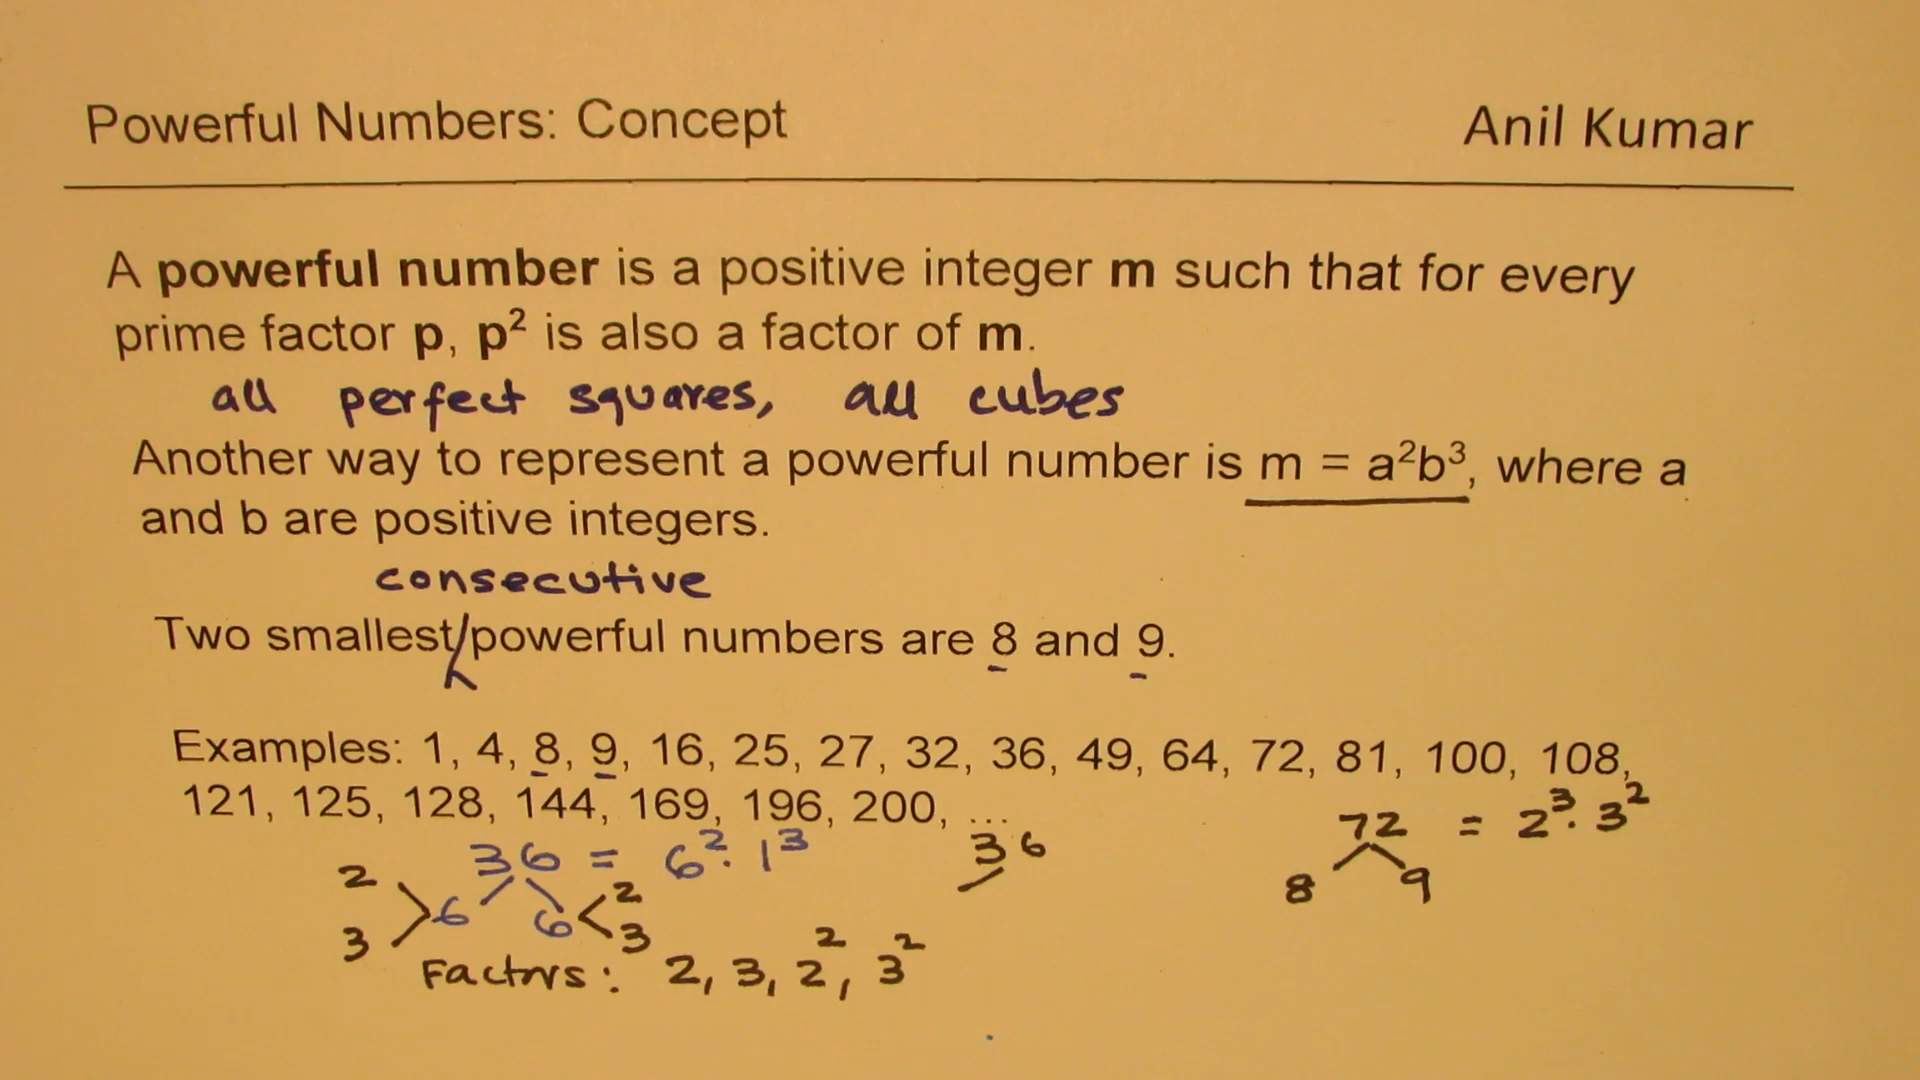 Powerful Numbers: Concept
Anil Kumar
A powerful number is a positive integer m such that for every
prime factor p, p² is also a factor of m.
all perfect squares, all cubes
Another way to represent a powerful number is m = a²b³, where a
and b are positive integers.
consecutive
Two smallest powerful numbers are 8 and 9.
Examples: 1, 4, 8, 9, 16, 25, 27, 32, 36, 49, 64, 72, 81, 100, 108,
121, 125, 128, 144, 169, 196, 200, ...
36 = 6² · 1³
36
72 = 2³ · 3²
8 9
2 6 6 2
3 3
Factors: 2, 3, 2², 3²